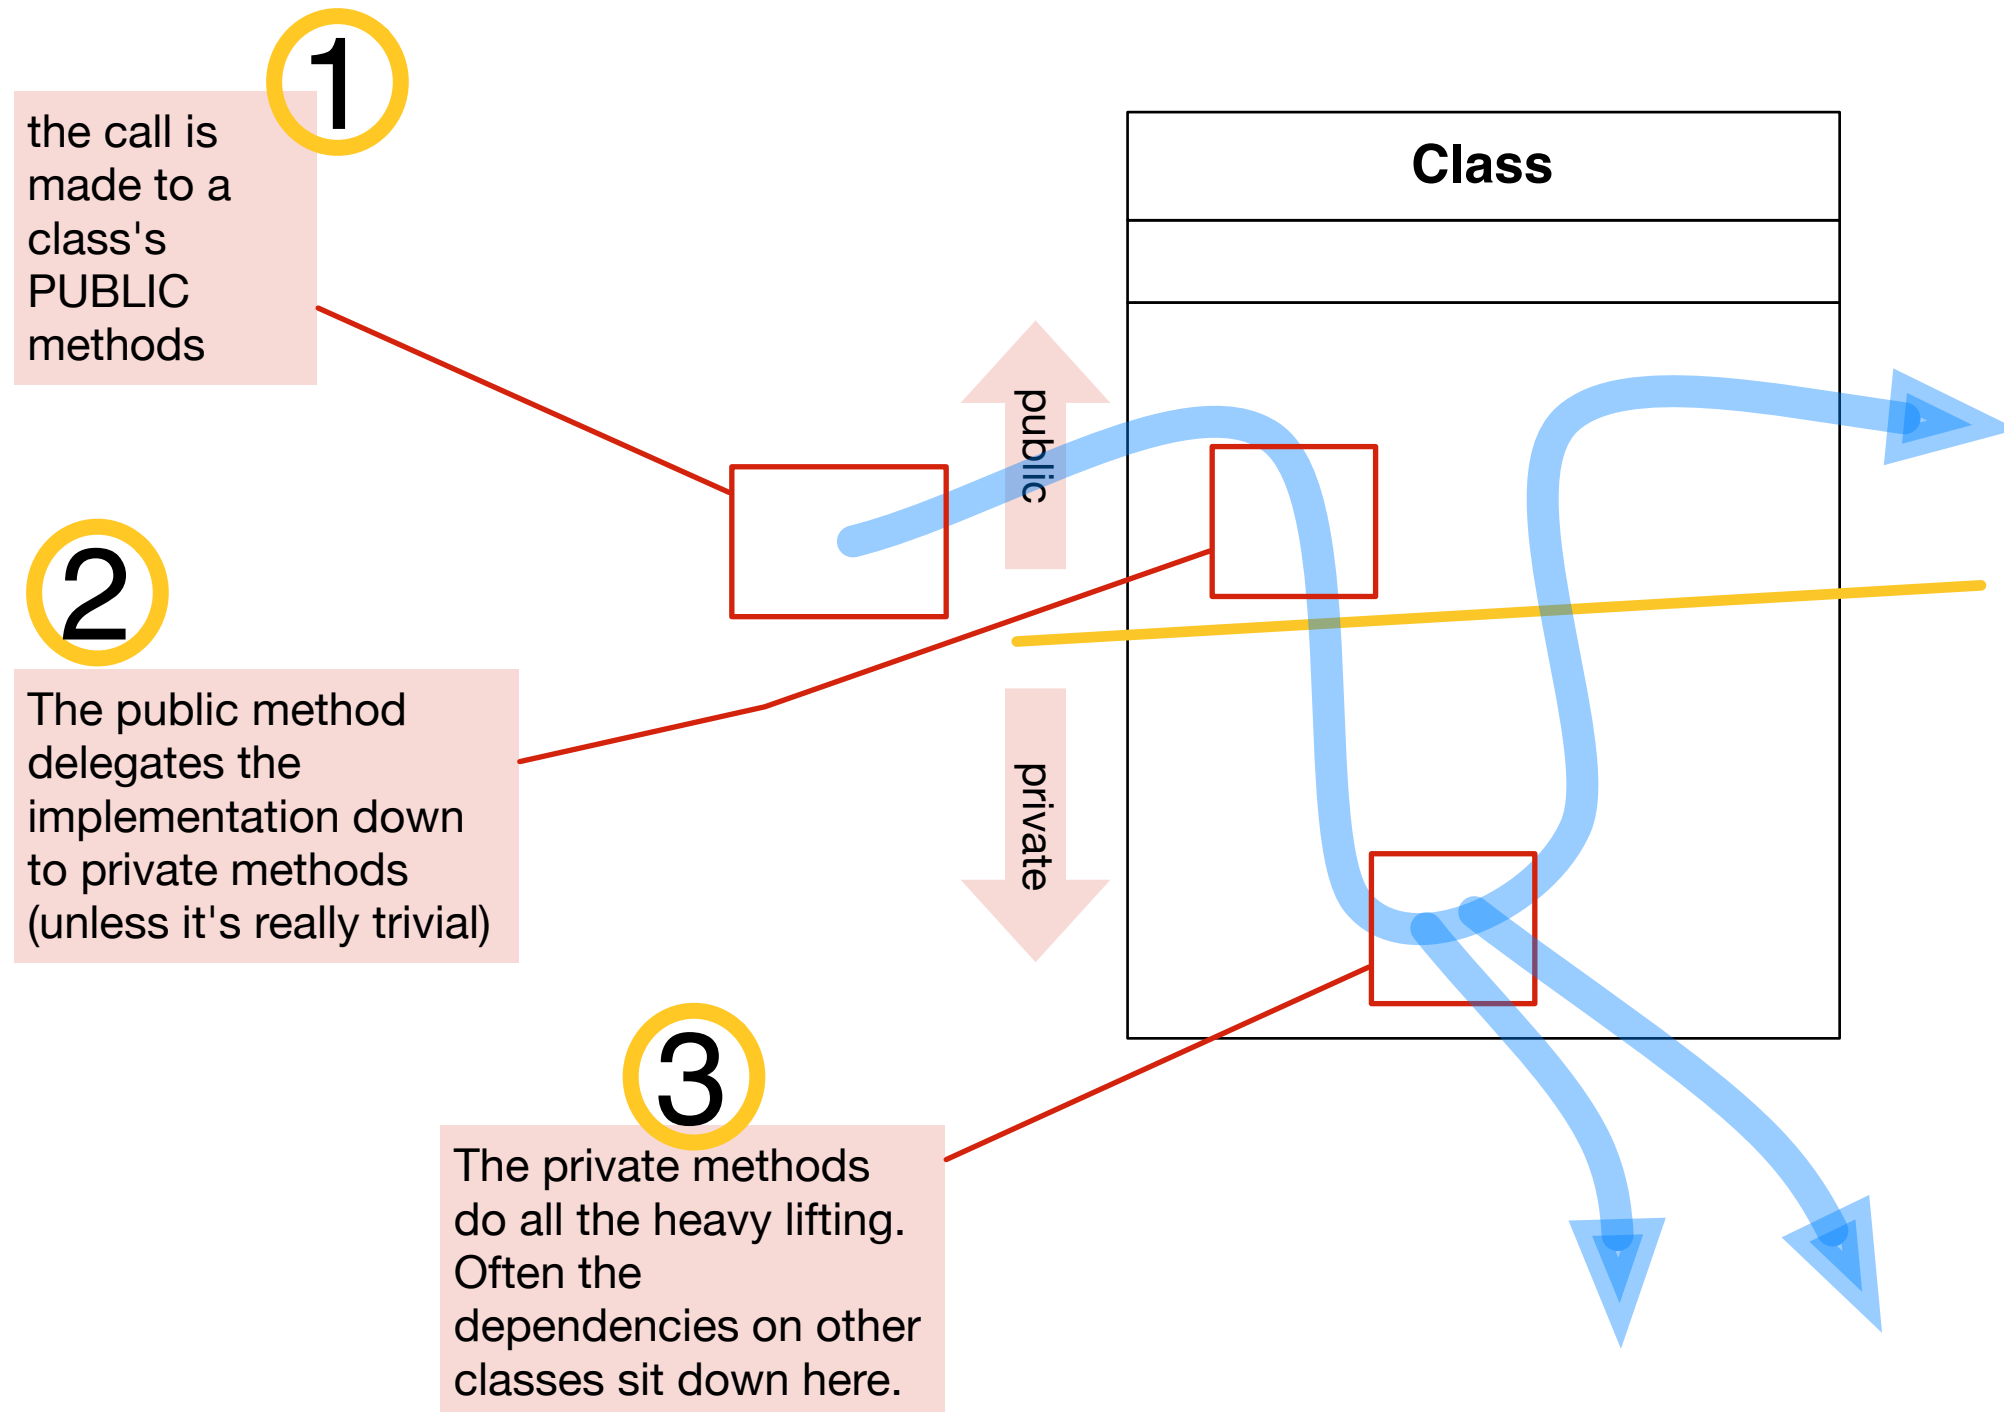 1
the call is
made to a
class's
PUBLIC
methods
Class
public
2
The public method
delegates the
implementation down
to private methods
(unless it's really trivial)
private
3
The private methods
do all the heavy lifting.
Often the
dependencies on other
classes sit down here.